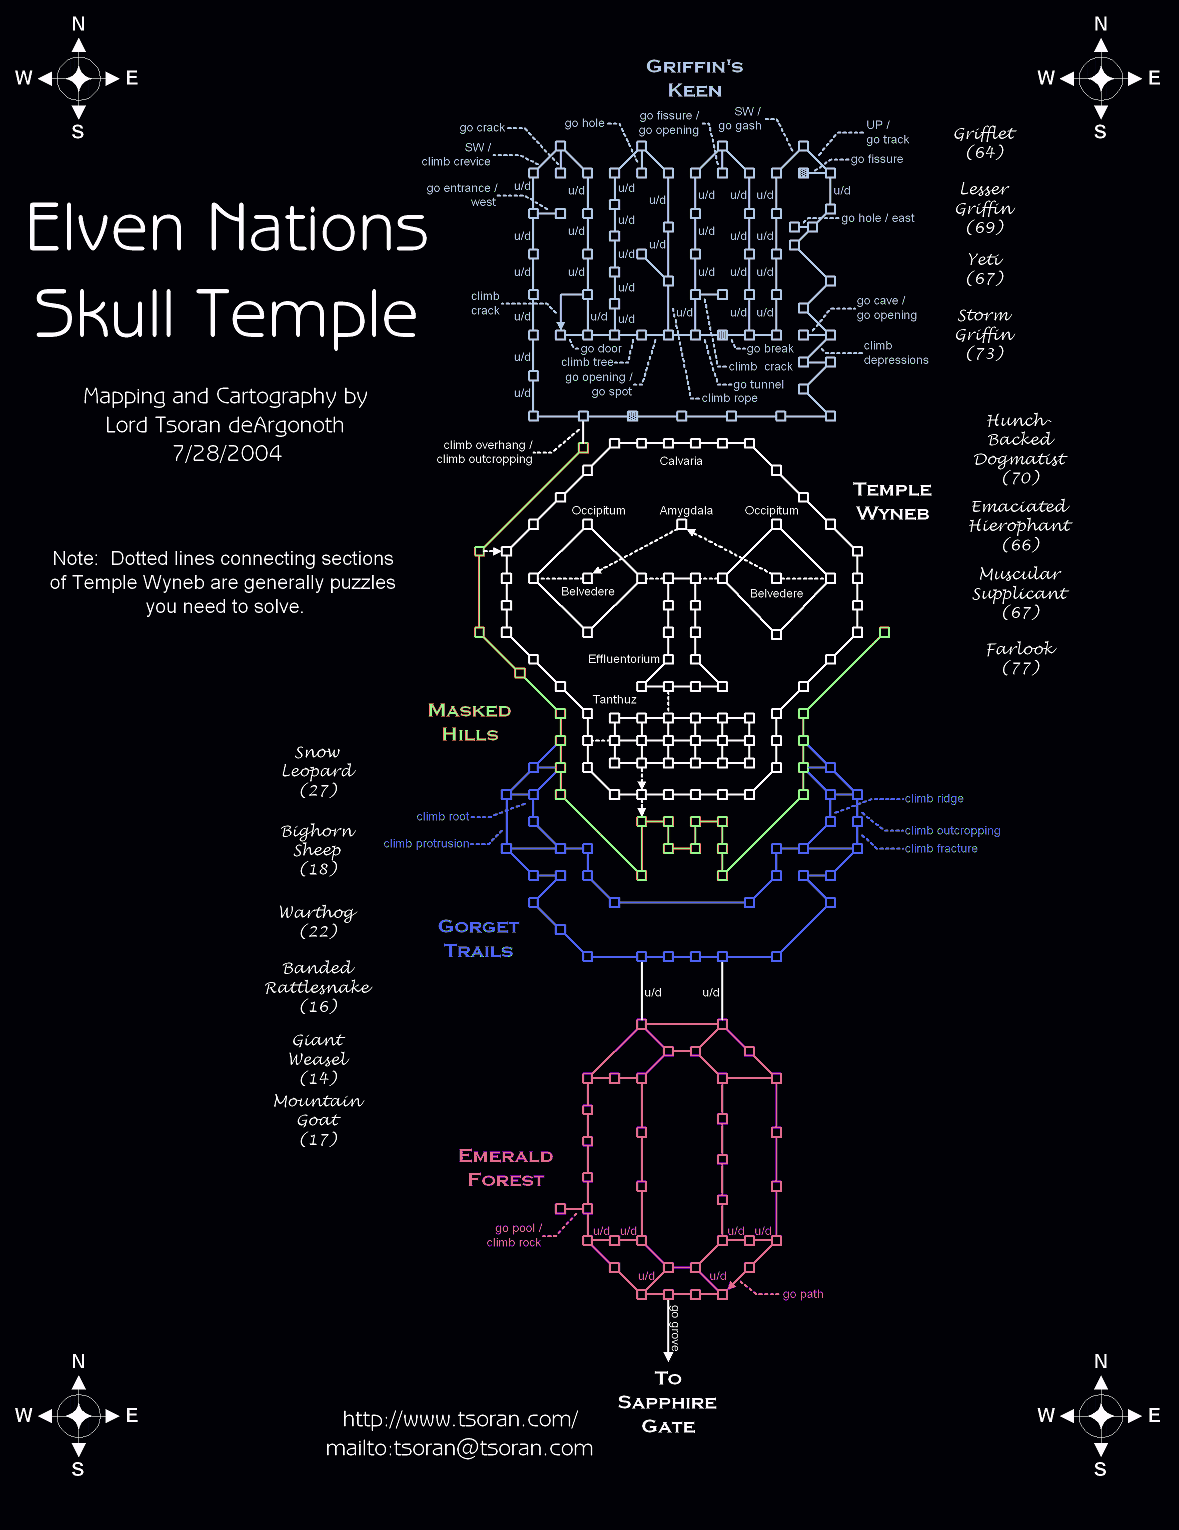 N
W E
S
N
W E
S
GRIFFIN'S
KEEN
go crack
go hole
go fissure /
go opening
SW /
go gash
UP /
go track
go fissure
SW /
climb crevice
go entrance /
west
u/d
u/d
u/d
u/d
u/d
u/d
u/d
u/d
go hole / east
u/d
u/d
u/d
u/d
u/d
u/d
u/d
u/d
u/d
u/d
u/d
u/d
u/d
climb
crack
u/d
u/d
u/d
u/d
u/d
go cave /
go opening
go door
climb tree
go opening /
go spot
go break
climb crack
go tunnel
climb rope
climb
depressions
u/d
u/d
Grifflet
(64)
Lesser
Griffin
(69)
Yeti
(67)
Storm
Griffin
(73)
Elven Nations
Skull Temple
Mapping and Cartography by
Lord Tsoran deArgonoth
7/28/2004
climb overhang /
climb outcropping
Calvaria
TEMPLE
WYNEB
Hunch-
Backed
Dogmatist
(70)
Emaciated
Hierophant
(66)
Muscular
Supplicant
(67)
Farlook
(77)
Occipitum
Amygdala
Occipitum
Note: Dotted lines connecting sections
of Temple Wyneb are generally puzzles
you need to solve.
Belvedere
Belvedere
Effluentorium
Tanthuz
MASKED
HILLS
Snow
Leopard
(27)
Bighorn
Sheep
(18)
Warthog
(22)
Banded
Rattlesnake
(16)
Giant
Weasel
(14)
Mountain
Goat
(17)
climb root
climb protrusion
climb ridge
climb outcropping
climb fracture
GORGET
TRAILS
u/d
u/d
EMERALD
FOREST
go pool /
climb rock
u/d
u/d
u/d
u/d
u/d
u/d
go path
go grove
TO
SAPPHIRE
GATE
N
W E
S
N
W E
S
http://www.tsoran.com/
mailto:tsoran@tsoran.com